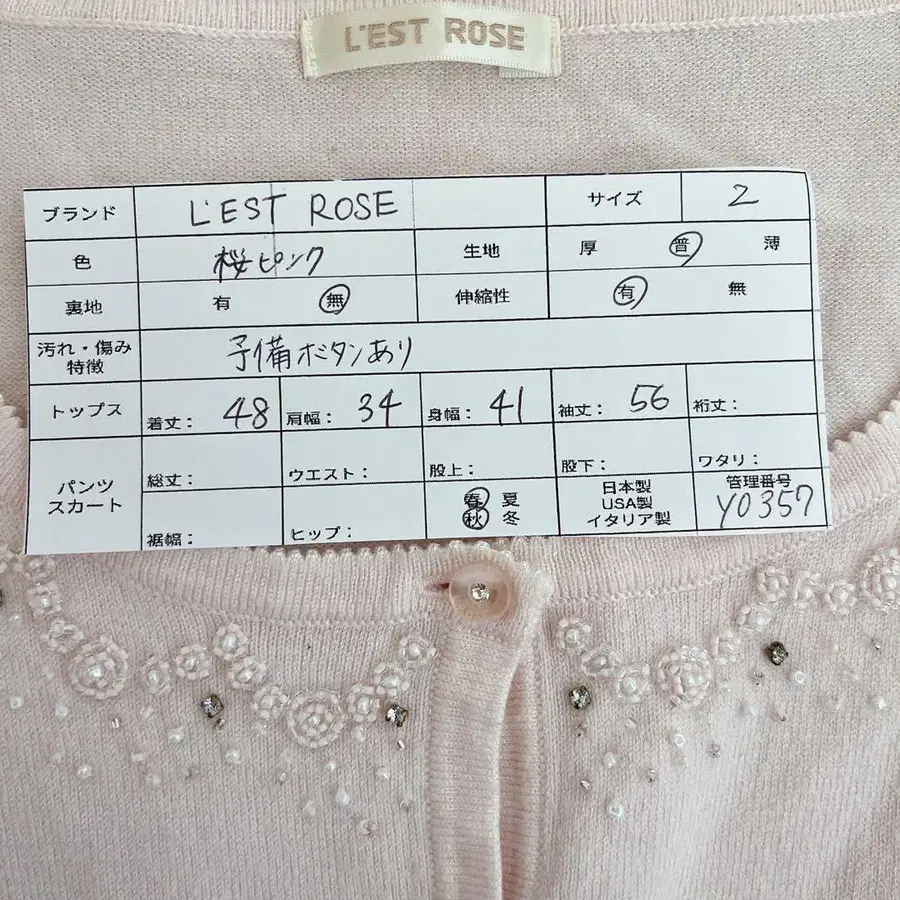 L'EST ROSE
ブランド L'EST ROSE サイズ 2
色 桜ピンク 生地 厚 普 薄
裏地 有 無 伸縮性 有 無
汚れ・傷み
特徴 予備ボタンあり
トップス 着丈: 48 肩幅: 34 身幅: 41 袖丈: 56 裄丈:
パンツ
スカート
総丈: ウエスト: 股上: 股下: ワタリ:
裾幅: ヒップ: 春 夏
秋 冬
日本製
USA製
イタリア製
管理番号
Y0357